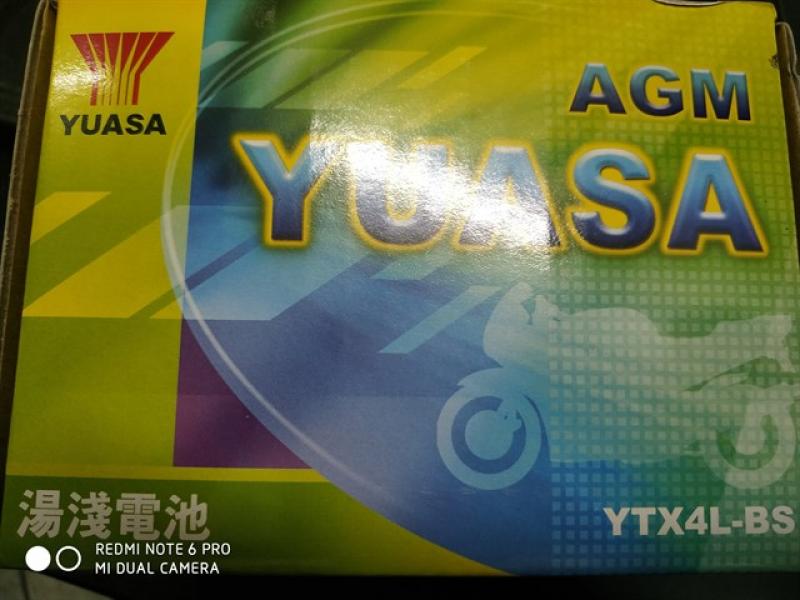 YUASA
AGM
YUASA
湯淺電池
YTX4L-BS
REDMI NOTE 6 PRO
MI DUAL CAMERA